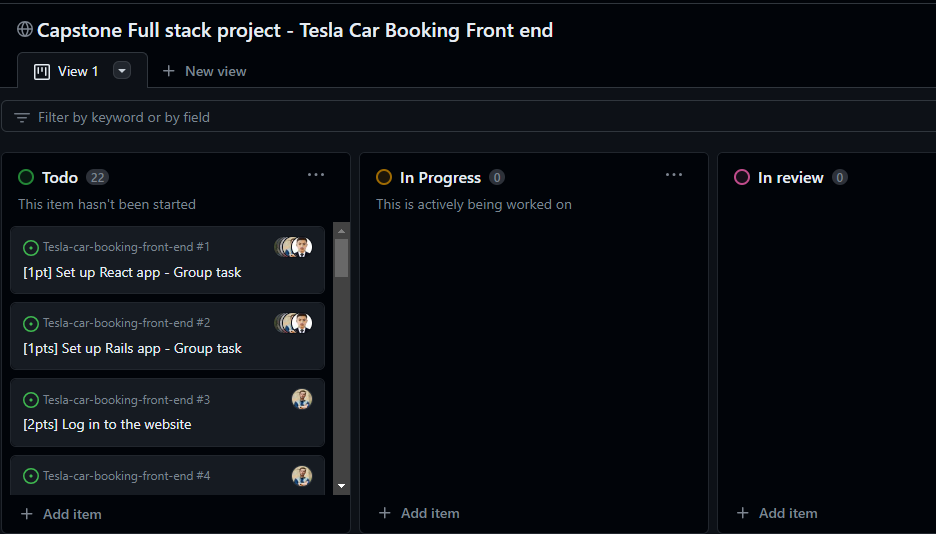 Capstone Full stack project - Tesla Car Booking Front end
View 1
New view
Filter by keyword or by field
Todo 22
This item hasn't been started
Tesla-car-booking-front-end #1
[1pt] Set up React app - Group task
Tesla-car-booking-front-end #2
[1pts] Set up Rails app - Group task
Tesla-car-booking-front-end #3
[2pts] Log in to the website
Tesla-car-booking-front-end #4
Add item
In Progress 0
This is actively being worked on
Add item
In review 0
Add item